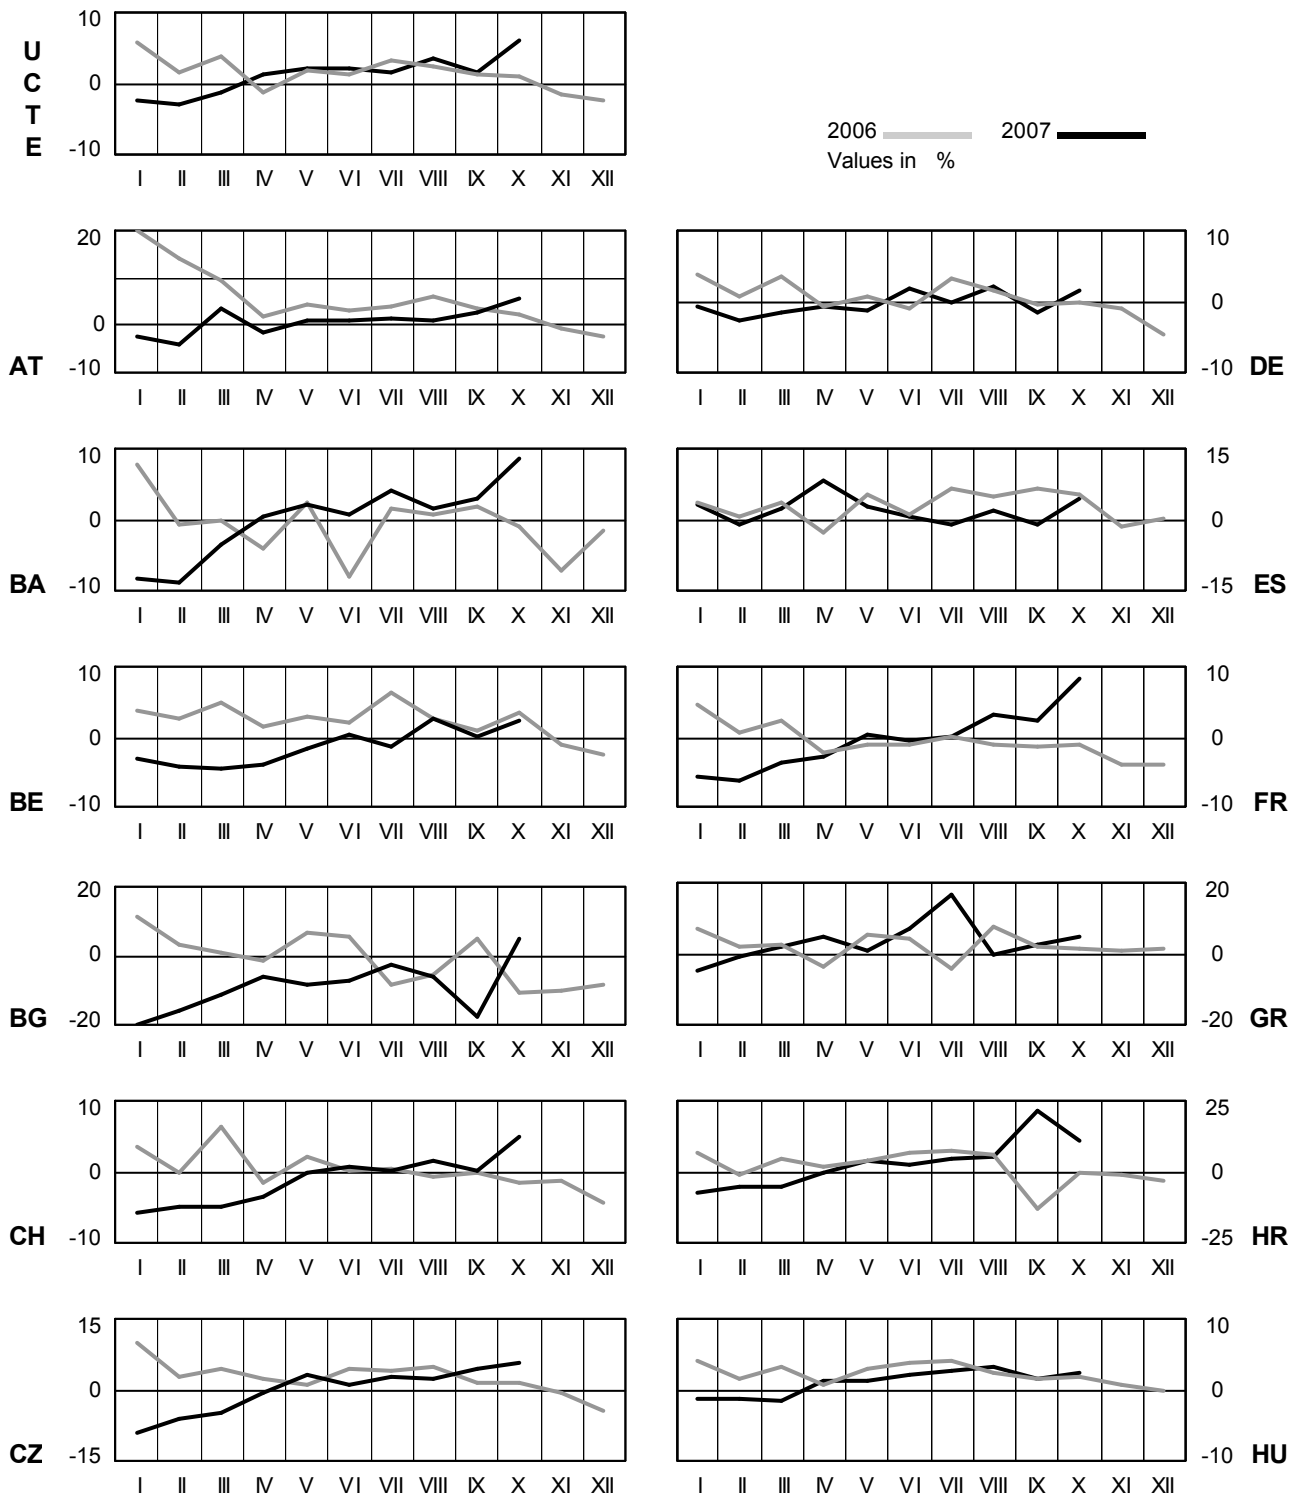 10
U
C
0
T
E
-10
I II III IV V VI VII VIII IX X XI XII
2006 2007
Values in %
20
0
AT -10
I II III IV V VI VII VIII IX X XI XII
10
0
-10 DE
I II III IV V VI VII VIII IX X XI XII
10
0
BA -10
I II III IV V VI VII VIII IX X XI XII
15
0
-15 ES
I II III IV V VI VII VIII IX X XI XII
10
0
BE -10
I II III IV V VI VII VIII IX X XI XII
10
0
-10 FR
I II III IV V VI VII VIII IX X XI XII
20
0
BG -20
I II III IV V VI VII VIII IX X XI XII
20
0
-20 GR
I II III IV V VI VII VIII IX X XI XII
10
0
CH -10
I II III IV V VI VII VIII IX X XI XII
25
0
-25 HR
I II III IV V VI VII VIII IX X XI XII
15
0
CZ -15
I II III IV V VI VII VIII IX X XI XII
10
0
-10 HU
I II III IV V VI VII VIII IX X XI XII